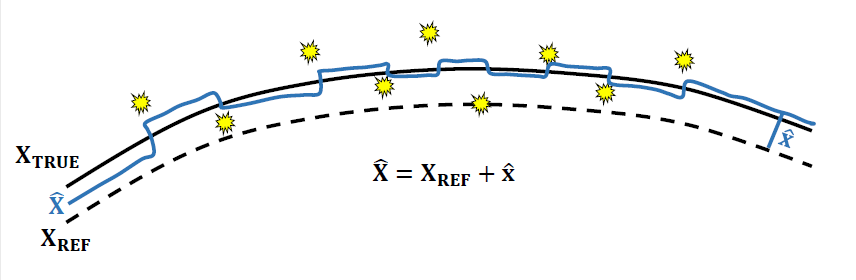 X_TRUE
X̂
X_REF
X̂ = X_REF + x̂
x̂